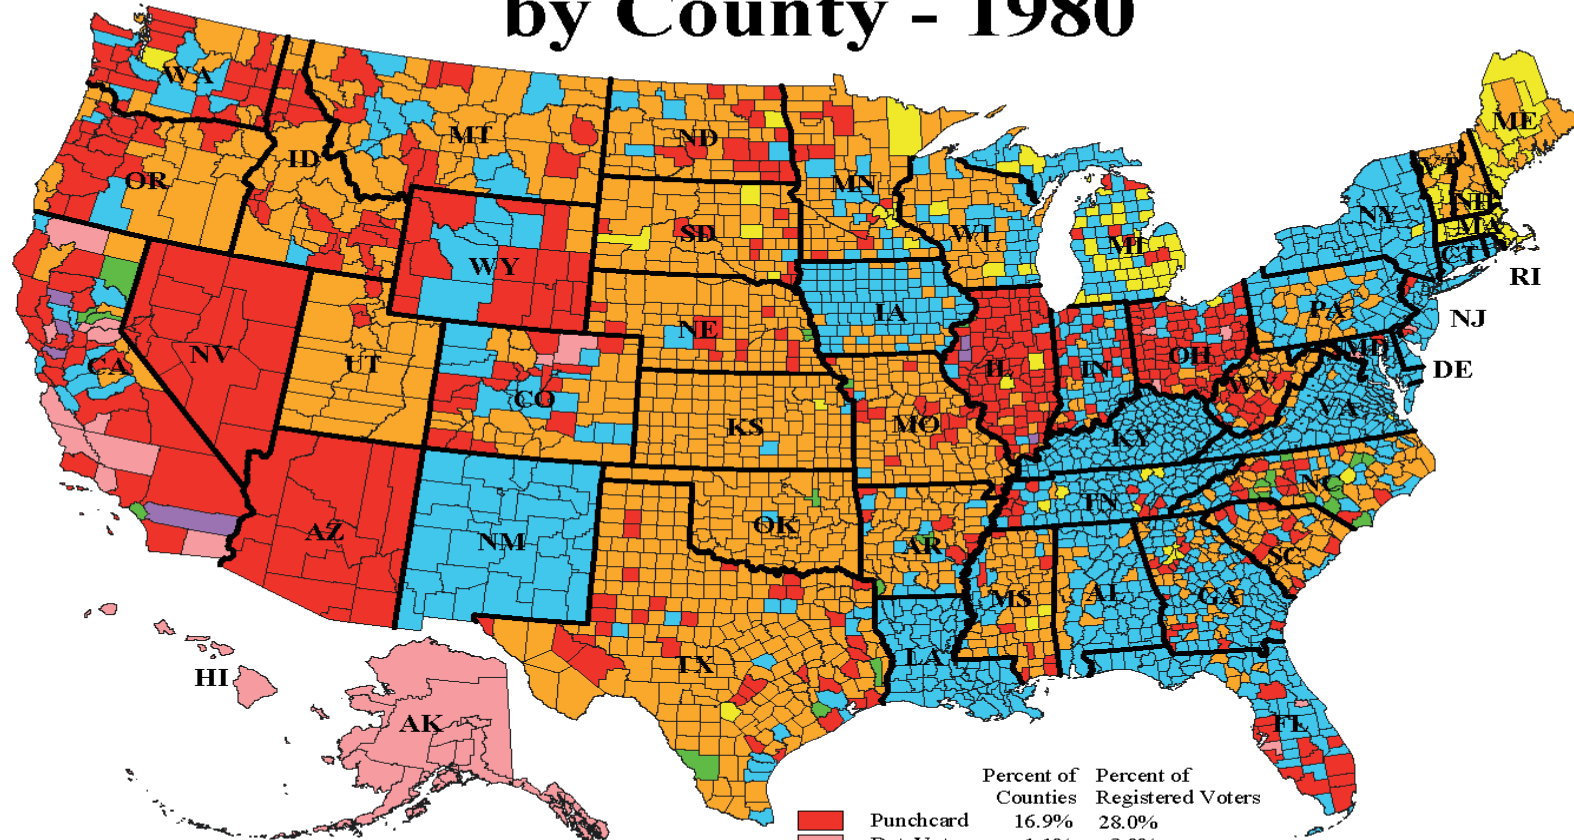 by County - 1980
WA
MT
ND
ME
ID
OR
MN
VT
NH
NY
MA
SD
WI
MI
CT
WY
RI
IA
PA
NE
NJ
NV
UT
CA
IL
IN
OH
MD
DE
WV
CO
KS
MO
VA
KY
NC
TN
OK
AZ
NM
AR
SC
MS
AL
GA
TX
LA
HI
AK
FL
Percent of Percent of
Counties Registered Voters
Punchcard 16.9% 28.0%